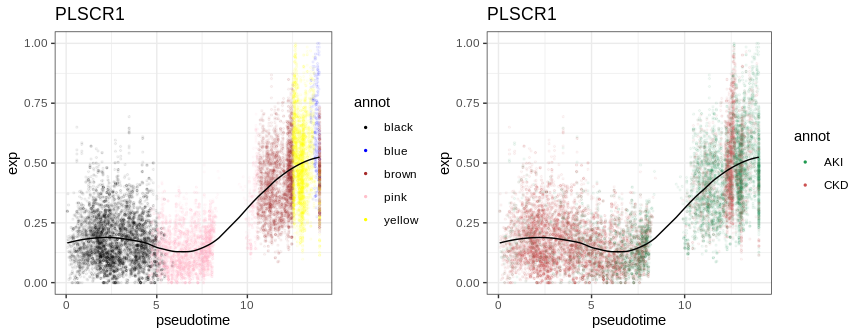 PLSCR1
exp
1.00
0.75
0.50
0.25
0.00
0
5
10
pseudotime
annot
black
blue
brown
pink
yellow
PLSCR1
exp
1.00
0.75
0.50
0.25
0.00
0
5
10
pseudotime
annot
AKI
CKD